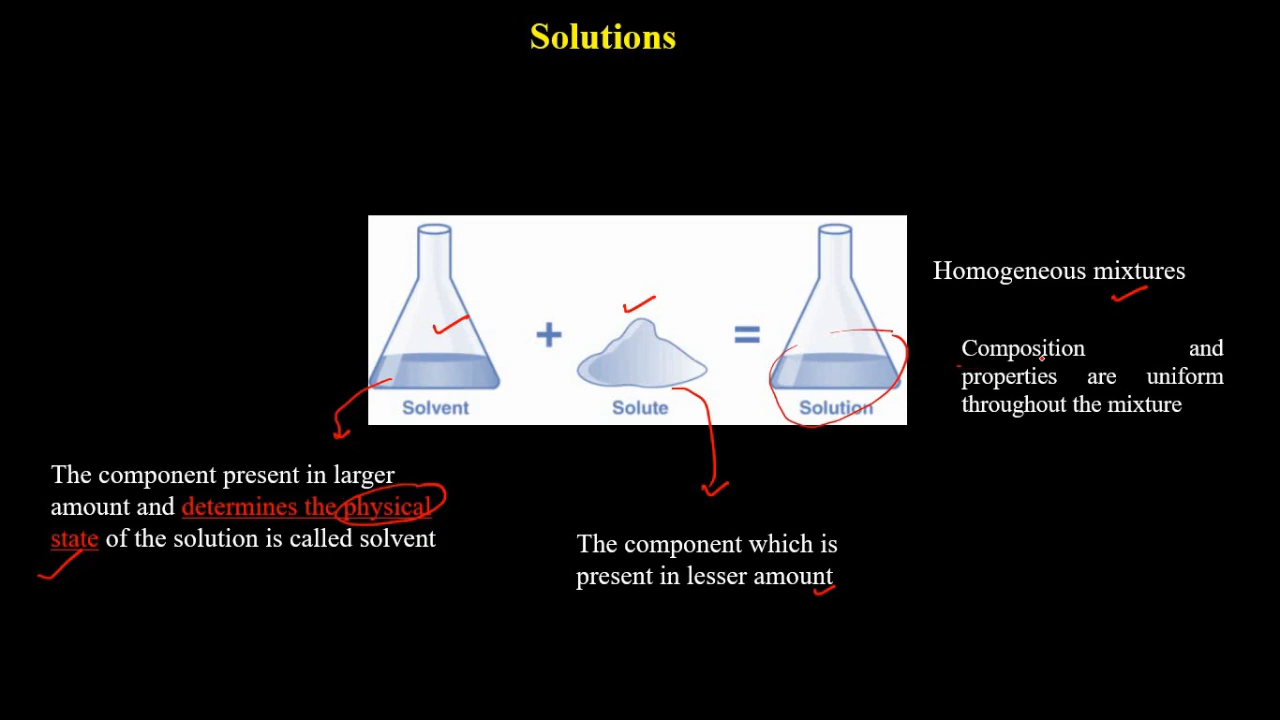 Solutions
+
=
Solvent
Solute
Solution
Homogeneous mixtures
Composition and
properties are uniform
throughout the mixture
The component present in larger
amount and determines the physical
state of the solution is called solvent
The component which is
present in lesser amount